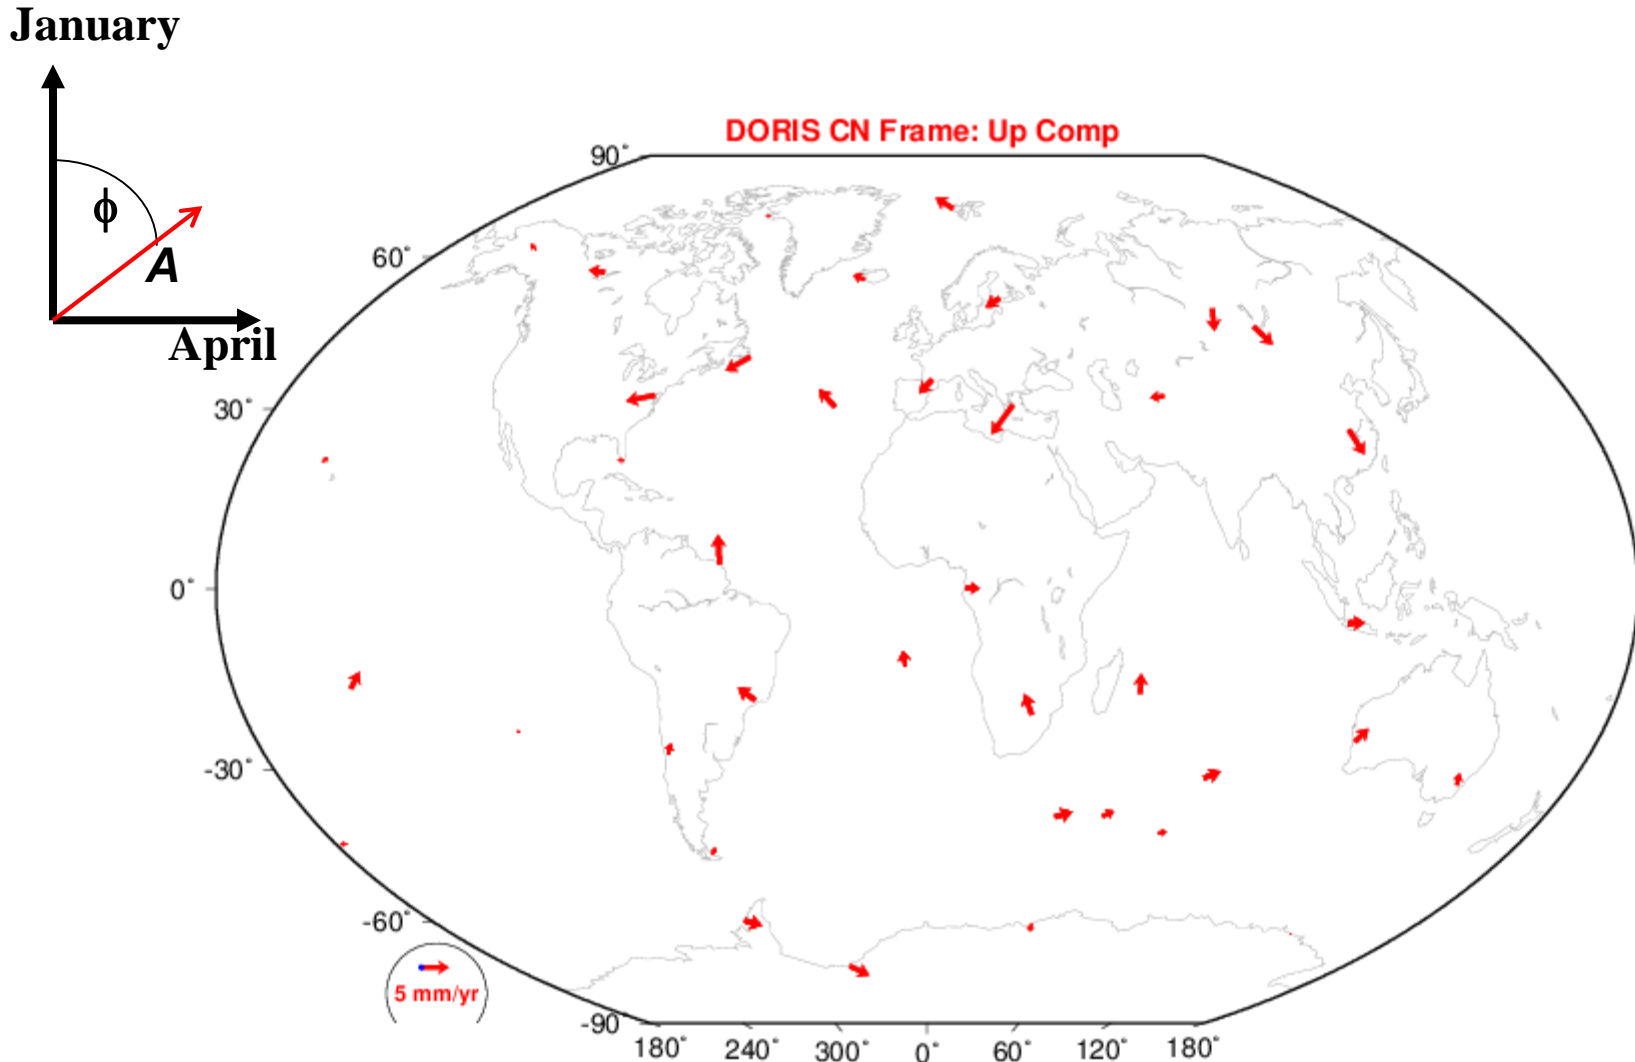 January
ϕ
A
April
DORIS CN Frame: Up Comp
90°
60°
30°
0°
-30°
-60°
-90
5 mm/yr
180° 240° 300° 0° 60° 120° 180°